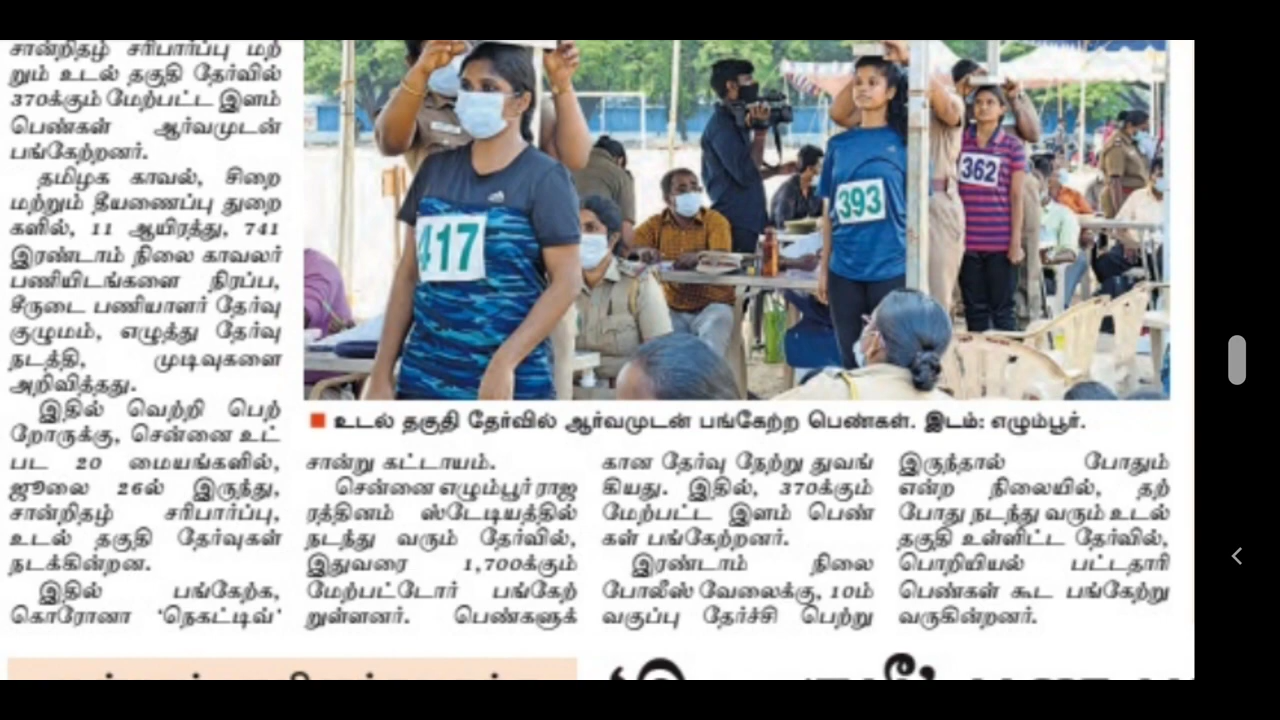 சான்றிதழ் சரிபார்ப்பு மற்
றும் உடல் தகுதி தேர்வில்
370க்கும் மேற்பட்ட இளம்
பெண்கள் ஆர்வமுடன்
பங்கேற்றனர்.
தமிழக காவல், சிறை
மற்றும் தீயணைப்பு துறை
களில், 11 ஆயிரத்து, 741
இரண்டாம் நிலை காவலர்
பணியிடங்களை நிரப்ப,
சீருடை பணியாளர் தேர்வு
குழுமம், எழுத்து தேர்வு
நடத்தி, முடிவுகளை
அறிவித்தது.
இதில் வெற்றி பெற்
றோருக்கு, சென்னை உட்
பட 20 மையங்களில்,
ஜூலை 26ல் இருந்து,
சான்றிதழ் சரிபார்ப்பு,
உடல் தகுதி தேர்வுகள்
நடக்கின்றன.
இதில் பங்கேற்க,
கொரோனா 'நெகட்டிவ்'
417
393
362
உடல் தகுதி தேர்வில் ஆர்வமுடன் பங்கேற்ற பெண்கள். இடம்: எழும்பூர்.
சான்று கட்டாயம்.
சென்னை எழும்பூர் ராஜ
ரத்தினம் ஸ்டேடியத்தில்
நடந்து வரும் தேர்வில்,
இதுவரை 1,700க்கும்
மேற்பட்டோர் பங்கேற்
றுள்ளனர். பெண்களுக்
கான தேர்வு நேற்று துவங்
கியது. இதில், 370க்கும்
மேற்பட்ட இளம் பெண்
கள் பங்கேற்றனர்.
இரண்டாம் நிலை
போலீஸ் வேலைக்கு, 10ம்
வகுப்பு தேர்ச்சி பெற்று
இருந்தால் போதும்
என்ற நிலையில், தற்
போது நடந்து வரும் உடல்
தகுதி உள்ளிட்ட தேர்வில்,
பொறியியல் பட்டதாரி
பெண்கள் கூட பங்கேற்று
வருகின்றனர்.